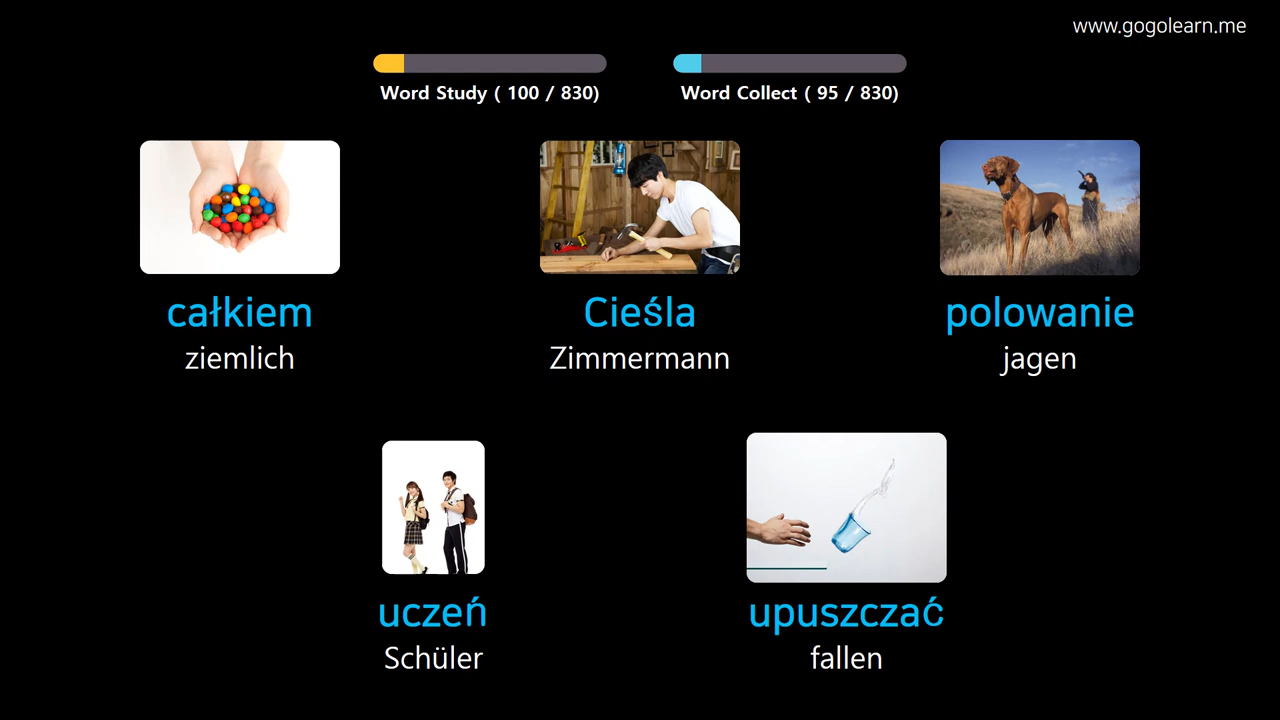 www.gogolearn.me
Word Study ( 100 / 830)
Word Collect ( 95 / 830)
całkiem
ziemlich
Cieśla
Zimmermann
polowanie
jagen
uczeń
Schüler
upuszczać
fallen